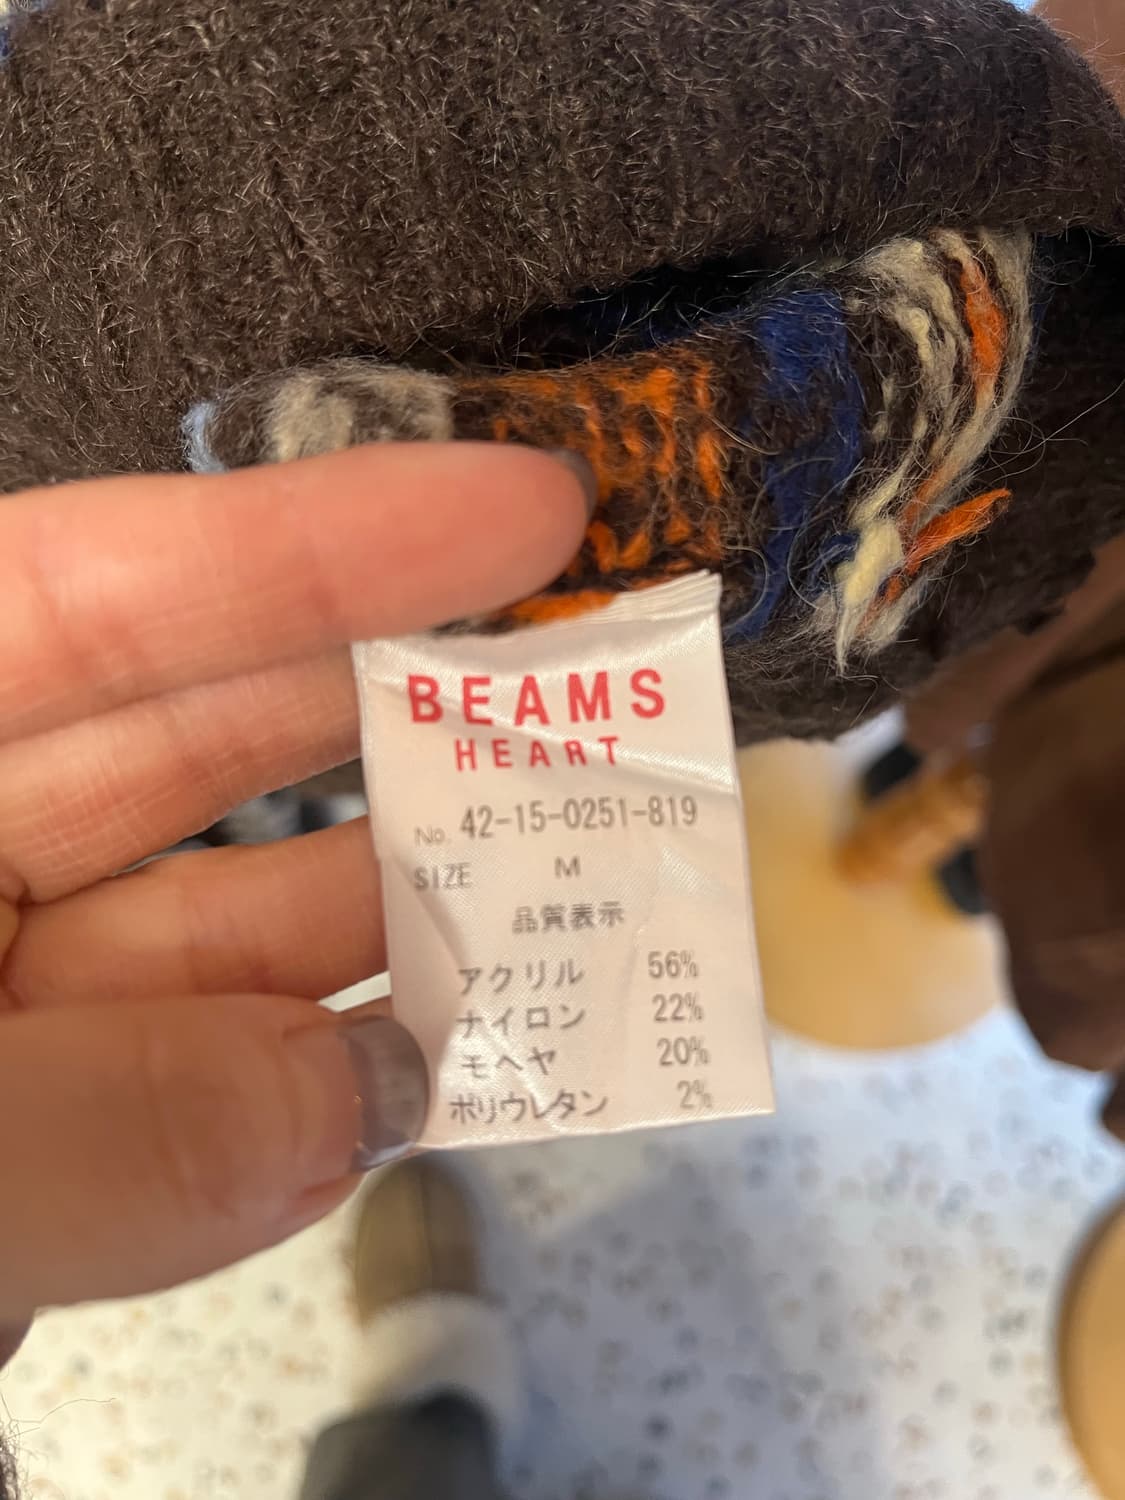 BEAMS
HEART
No. 42-15-0251-819
SIZE M
品質表示
アクリル 56%
ナイロン 22%
モヘヤ 20%
ポリウレタン 2%